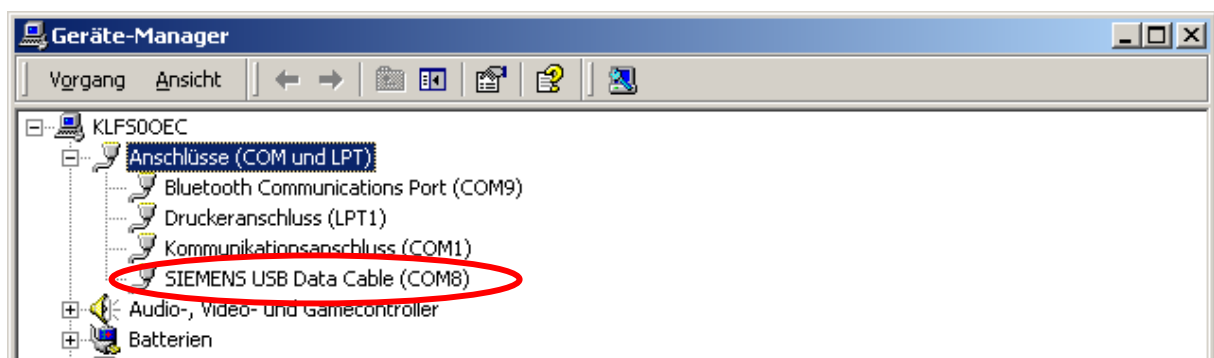 Geräte-Manager
Vorgang Ansicht
KLFS00EC
Anschlüsse (COM und LPT)
Bluetooth Communications Port (COM9)
Druckeranschluss (LPT1)
Kommunikationsanschluss (COM1)
SIEMENS USB Data Cable (COM8)
Audio-, Video- und Gamecontroller
Batterien